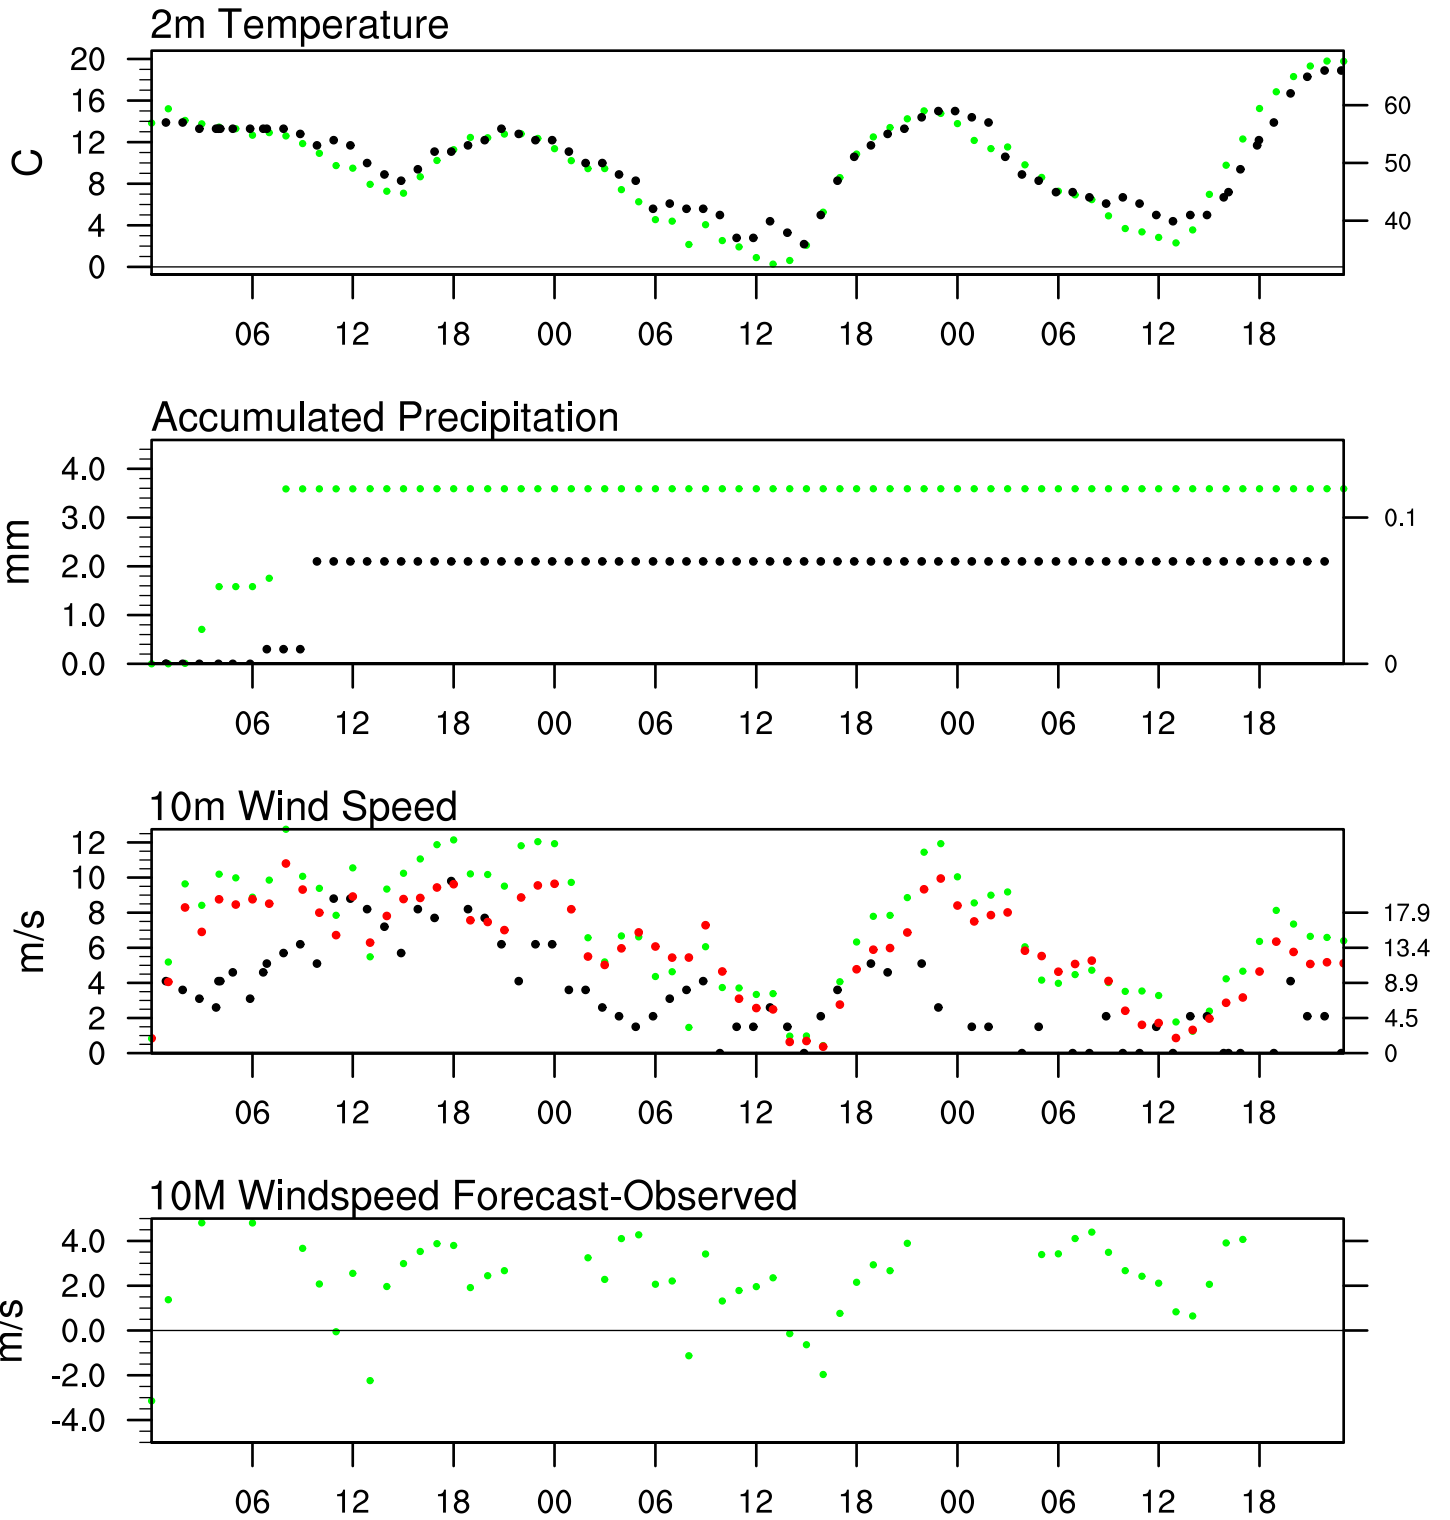 2m Temperature
20
16
12
8
4
0
C
60
50
40
06 12 18 00 06 12 18 00 06 12 18
Accumulated Precipitation
4.0
3.0
2.0
1.0
0.0
mm
0.1
0
06 12 18 00 06 12 18 00 06 12 18
10m Wind Speed
12
10
8
6
4
2
0
m/s
17.9
13.4
8.9
4.5
0
06 12 18 00 06 12 18 00 06 12 18
10M Windspeed Forecast-Observed
4.0
2.0
0.0
-2.0
-4.0
m/s
06 12 18 00 06 12 18 00 06 12 18